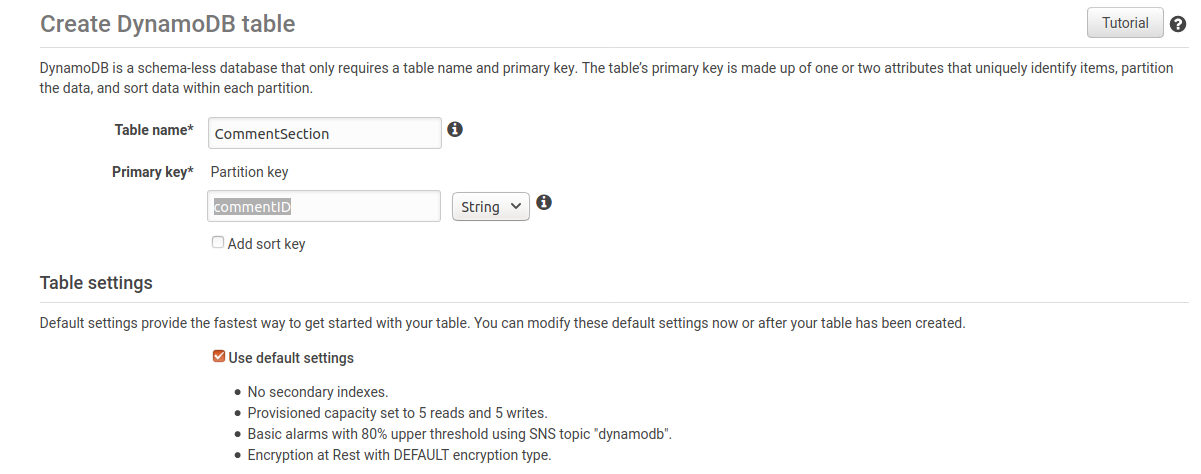 Create DynamoDB table
Tutorial
DynamoDB is a schema-less database that only requires a table name and primary key. The table’s primary key is made up of one or two attributes that uniquely identify items, partition
the data, and sort data within each partition.
Table name* CommentSection
Primary key* Partition key
commentID String
Add sort key
Table settings
Default settings provide the fastest way to get started with your table. You can modify these default settings now or after your table has been created.
Use default settings
• No secondary indexes.
• Provisioned capacity set to 5 reads and 5 writes.
• Basic alarms with 80% upper threshold using SNS topic "dynamodb".
• Encryption at Rest with DEFAULT encryption type.